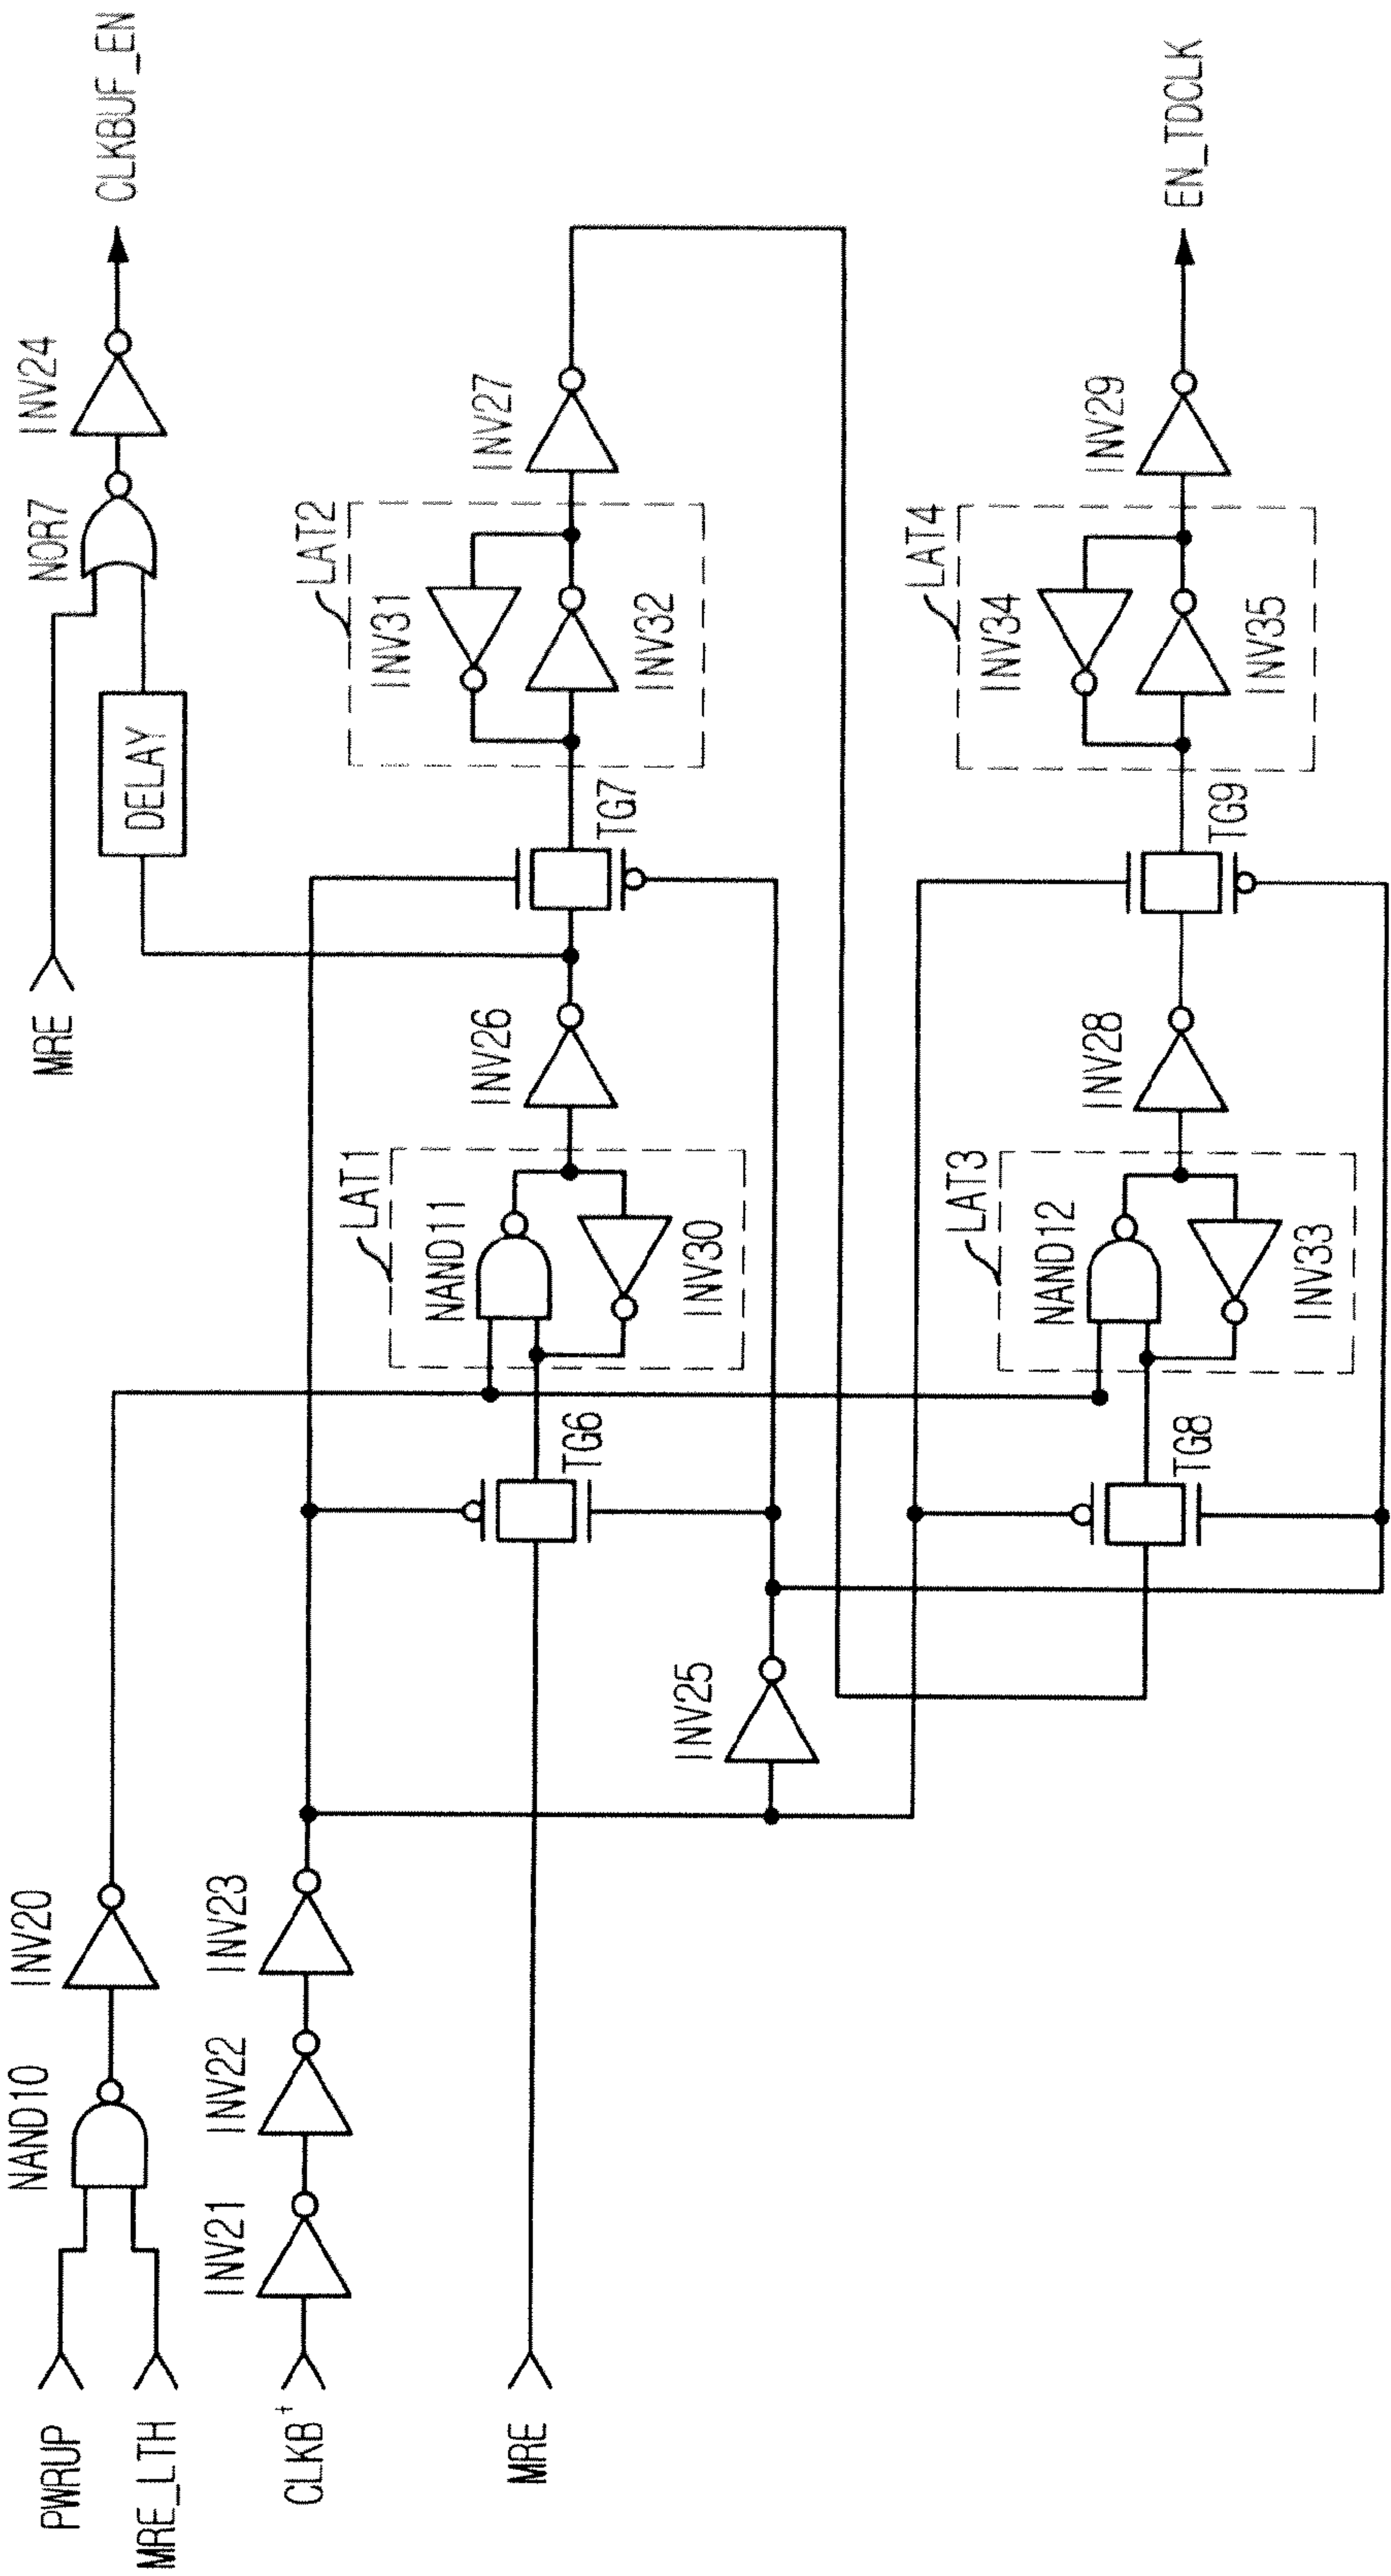 PWRUP
MRE_LTH
NAND10
INV20
CLKB⁺
INV21
INV22
INV23
MRE
INV25
TG6
LAT1
NAND11
INV30
INV26
TG7
LAT2
INV31
INV32
INV27
MRE
DELAY
NOR7
INV24
CLKBUF_EN
TG8
LAT3
NAND12
INV33
INV28
TG9
LAT4
INV34
INV35
INV29
EN_TDCLK